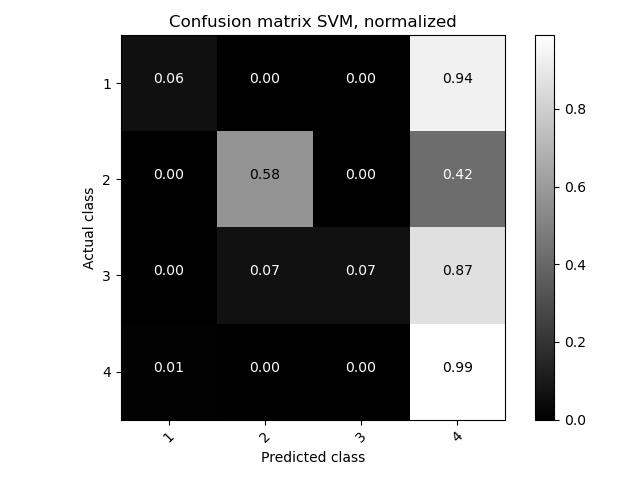 Confusion matrix SVM, normalized
Actual class
1 0.06 0.00 0.00 0.94
2 0.00 0.58 0.00 0.42
3 0.00 0.07 0.07 0.87
4 0.01 0.00 0.00 0.99
1 2 3 4
Predicted class
0.8
0.6
0.4
0.2
0.0